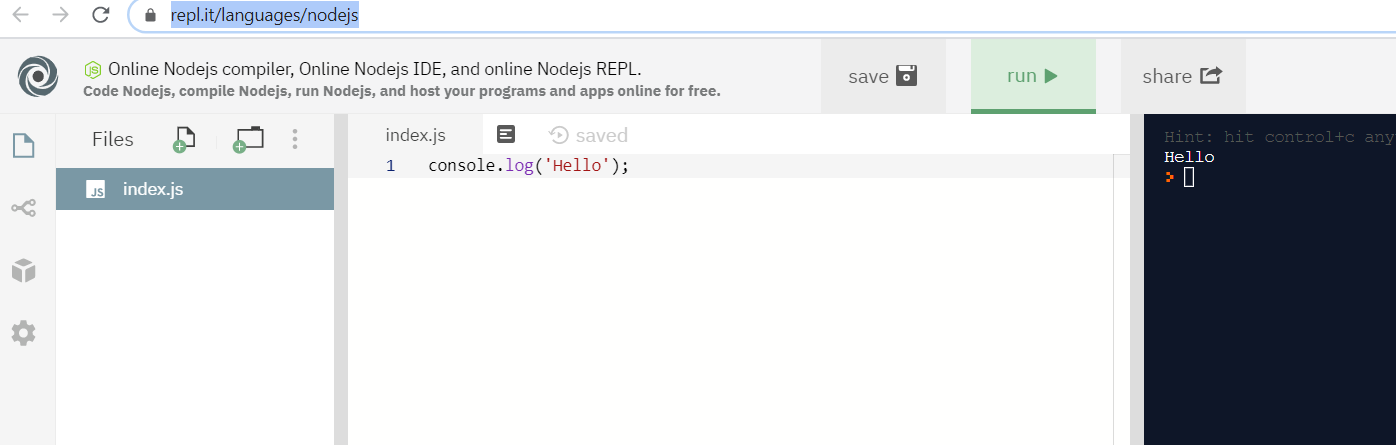 repl.it/languages/nodejs
Online Nodejs compiler, Online Nodejs IDE, and online Nodejs REPL.
Code Nodejs, compile Nodejs, run Nodejs, and host your programs and apps online for free.
save
run
share
Files
index.js
saved
JS index.js
1 console.log('Hello');
Hint: hit control+c any
Hello
>